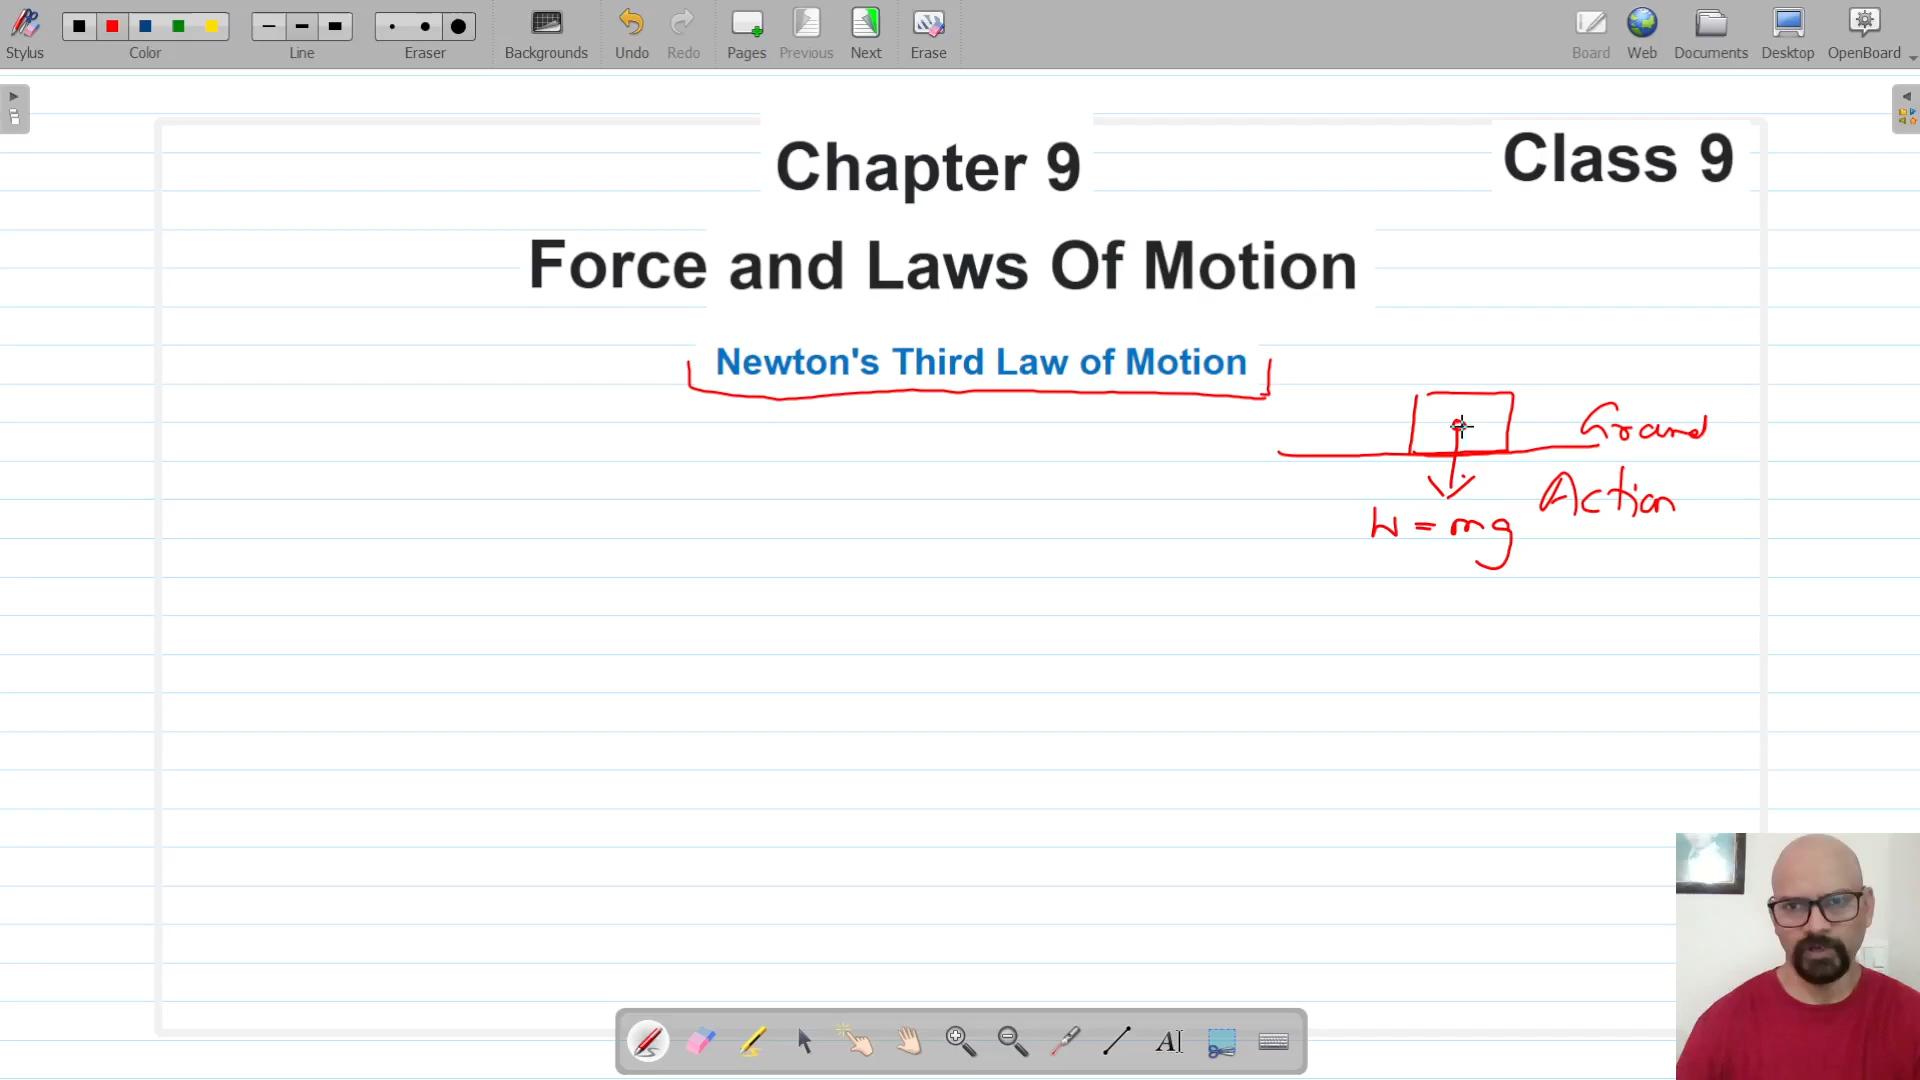 Stylus
Color
Line
Eraser
Backgrounds
Undo
Redo
Pages
Previous
Next
Erase
Board
Web
Documents
Desktop
OpenBoard
Chapter 9
Class 9
Force and Laws Of Motion
Newton's Third Law of Motion
Ground
Action
W = mg